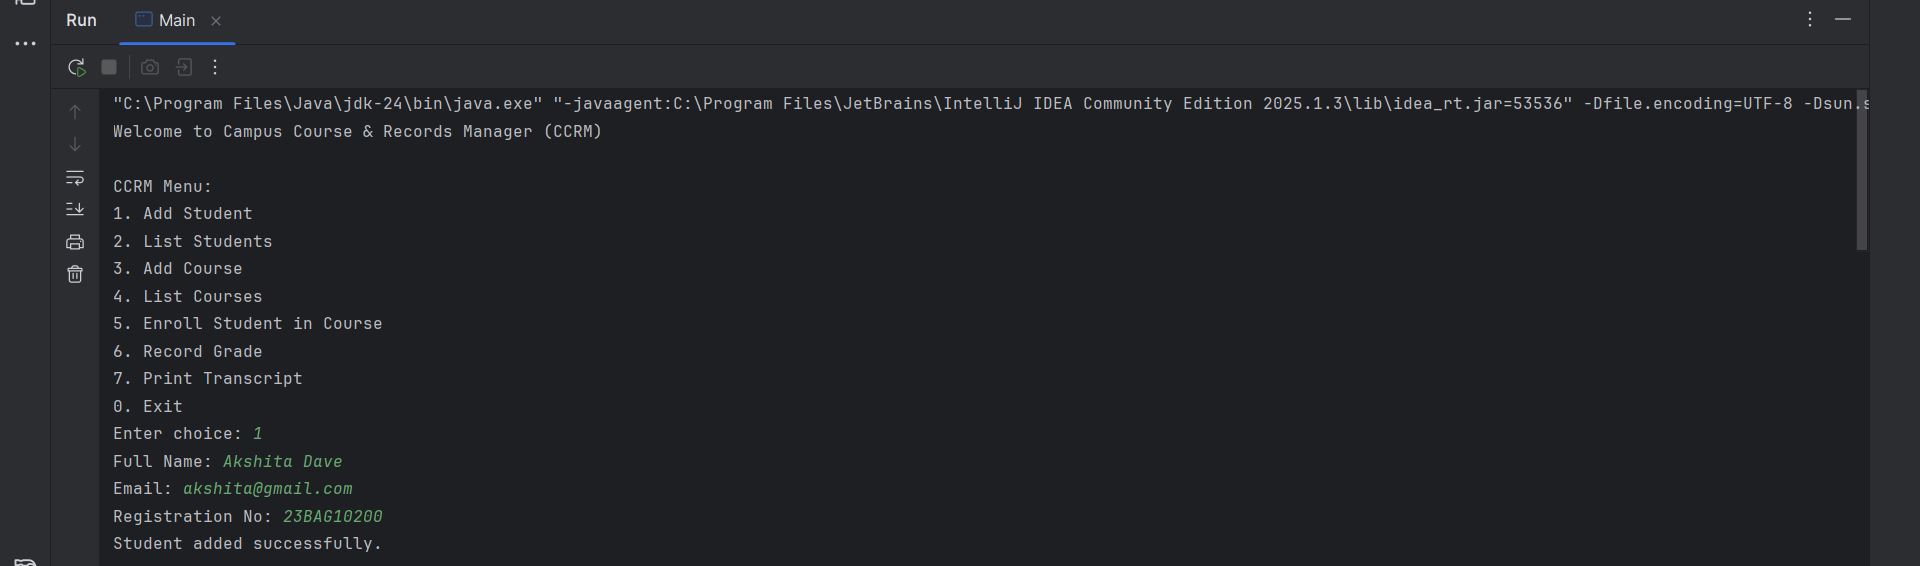 Run Main
"C:\Program Files\Java\jdk-24\bin\java.exe" "-javaagent:C:\Program Files\JetBrains\IntelliJ IDEA Community Edition 2025.1.3\lib\idea_rt.jar=53536" -Dfile.encoding=UTF-8 -Dsun.s
Welcome to Campus Course & Records Manager (CCRM)
CCRM Menu:
1. Add Student
2. List Students
3. Add Course
4. List Courses
5. Enroll Student in Course
6. Record Grade
7. Print Transcript
0. Exit
Enter choice: 1
Full Name: Akshita Dave
Email: akshita@gmail.com
Registration No: 23BAG10200
Student added successfully.